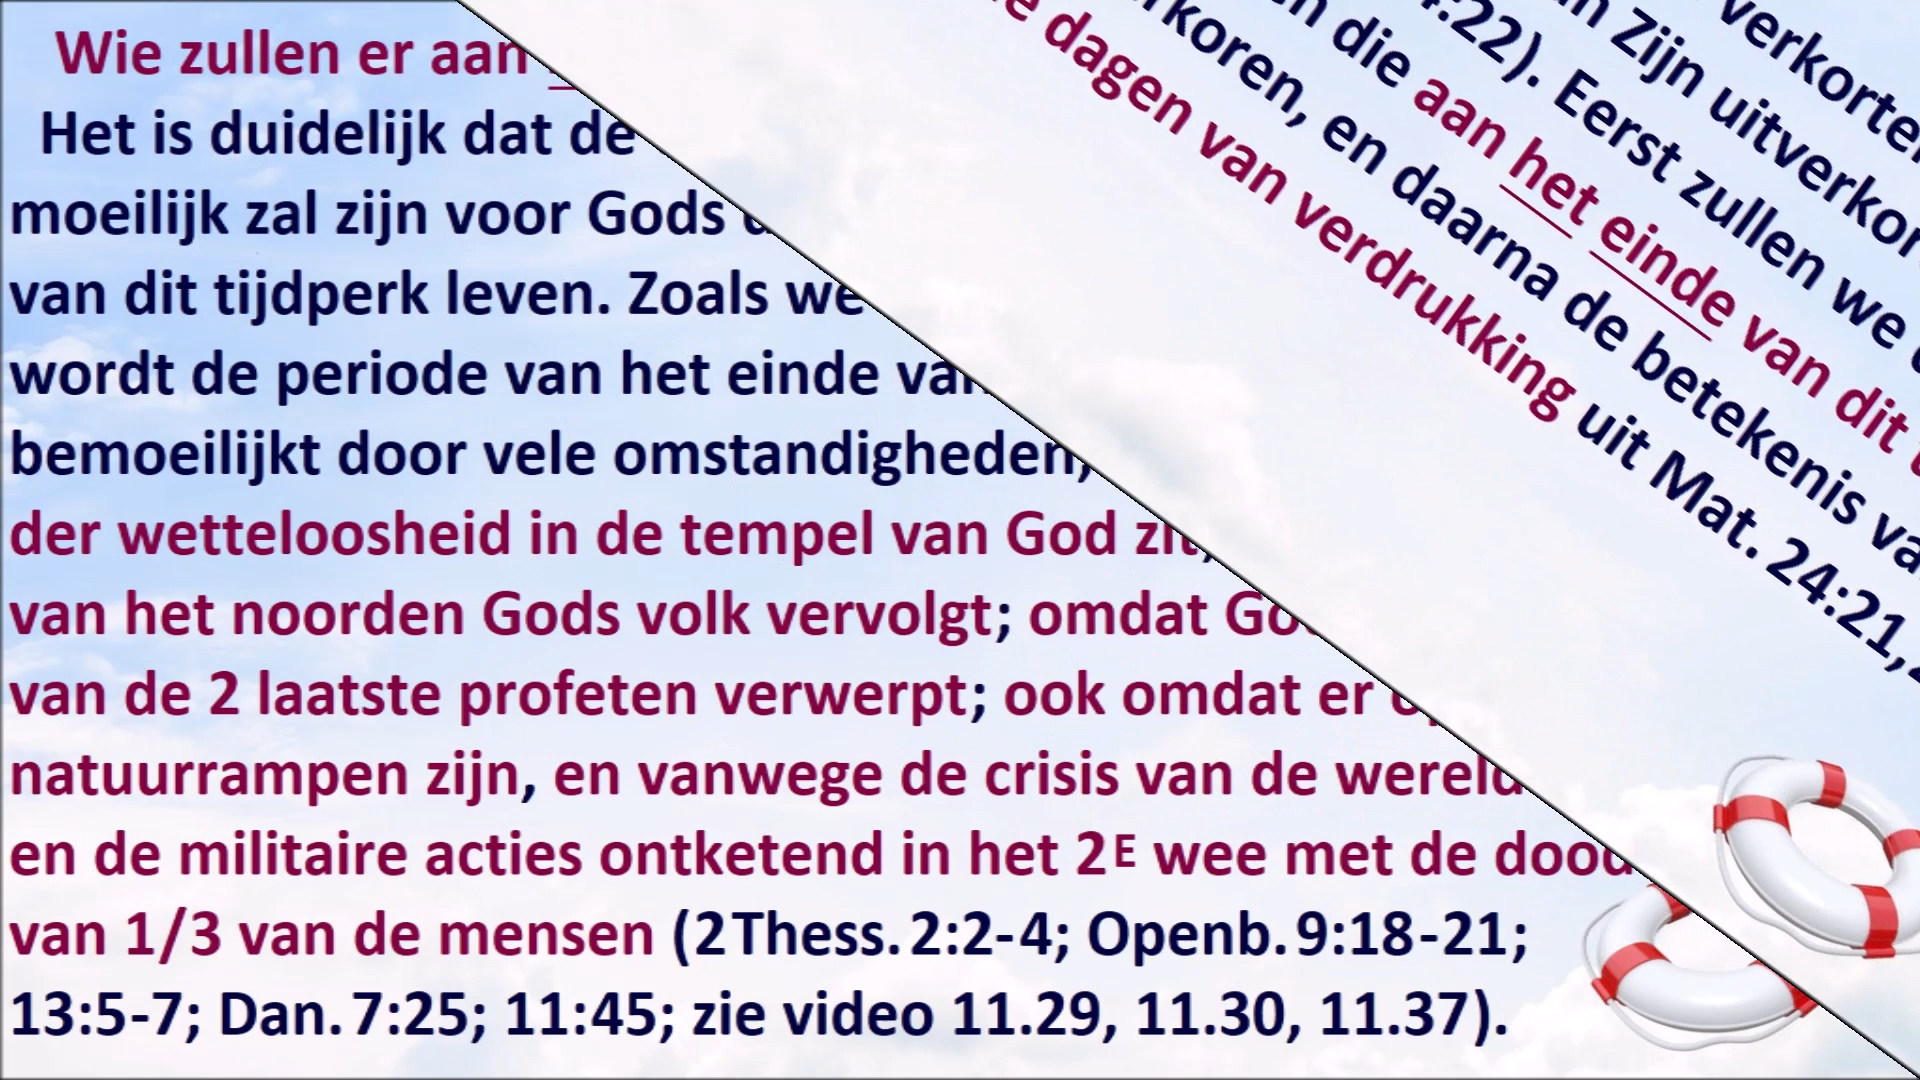 Wie zullen er aan
Het is duidelijk dat de
moeilijk zal zijn voor Gods
van dit tijdperk leven. Zoals we
wordt de periode van het einde van
bemoeilijkt door vele omstandigheden,
der wetteloosheid in de tempel van God zit,
van het noorden Gods volk vervolgt; omdat
van de 2 laatste profeten verwerpt; ook omdat er
natuurrampen zijn, en vanwege de crisis van de wereld
en de militaire acties ontketend in het 2E wee met de dood
van 1/3 van de mensen (2 Thess. 2:2-4; Openb. 9:18-21;
13:5-7; Dan. 7:25; 11:45; zie video 11.29, 11.30, 11.37).
verkorten
Zijn uitverkor
:22). Eerst zullen we
die aan het einde van dit
koren, en daarna de betekenis va
dagen van verdrukking uit Mat. 24:21,